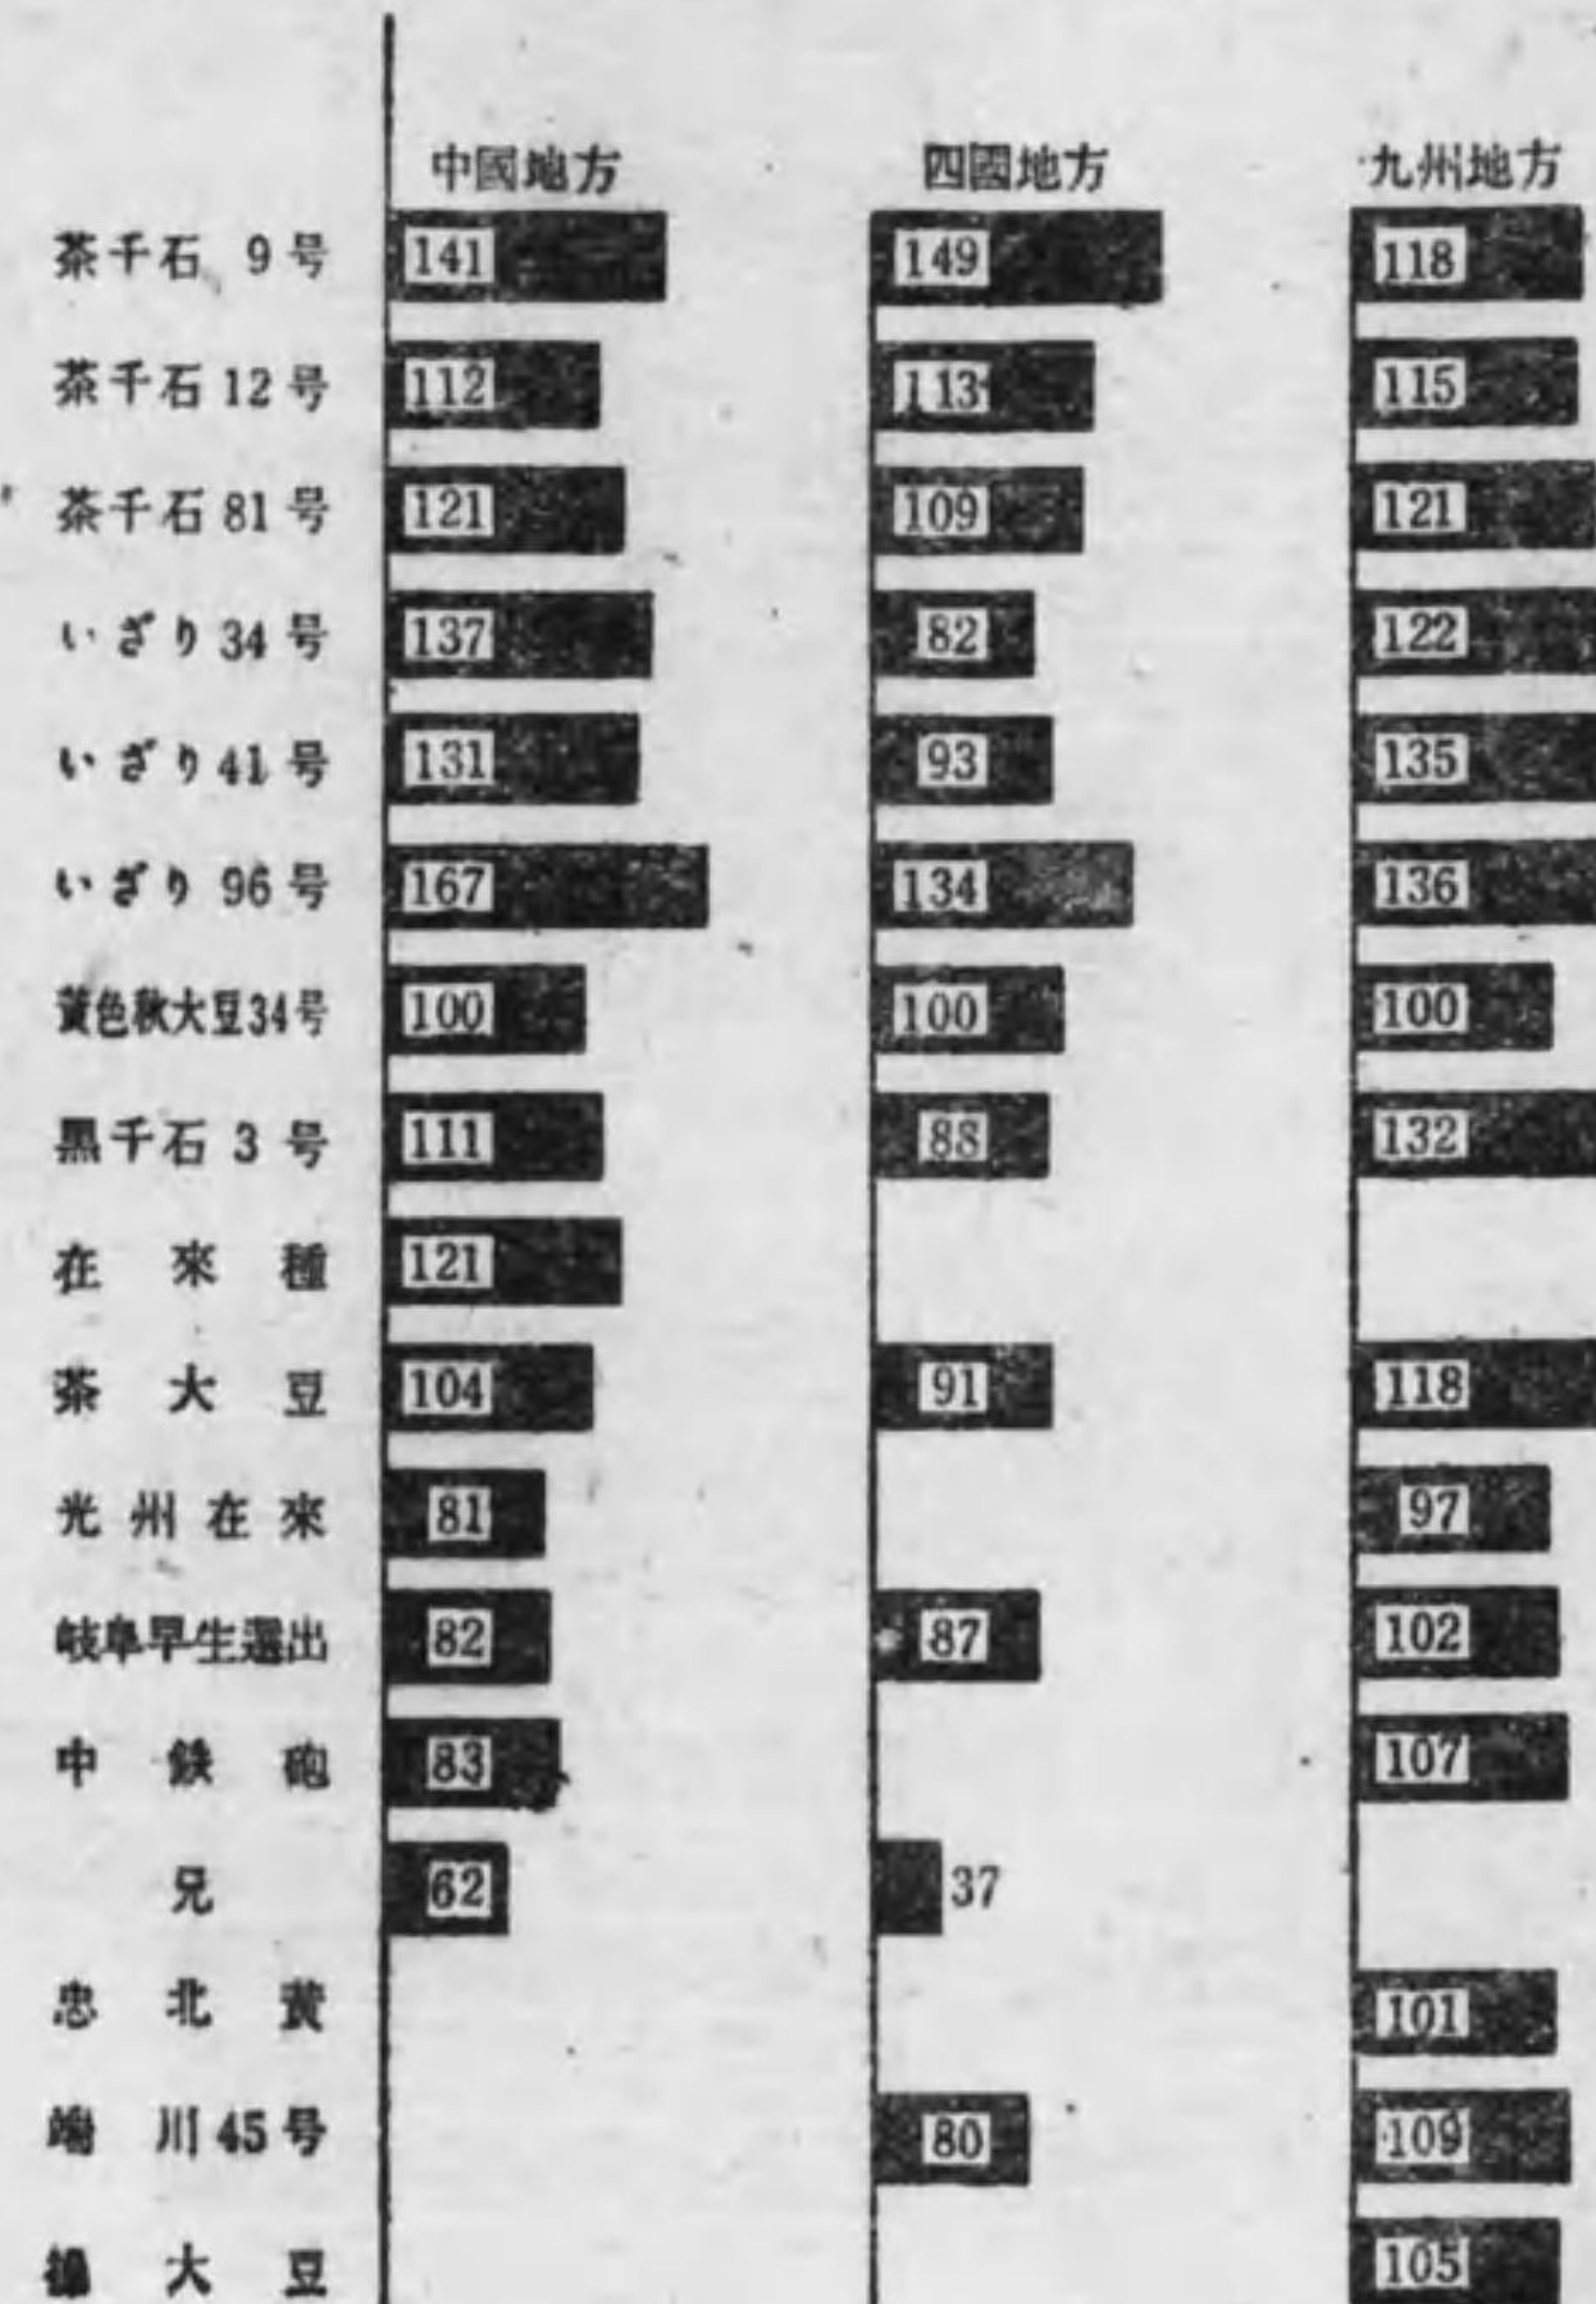 中國地方 四國地方 九州地方
茶千石 9号 141 149 118
茶千石12号 112 113 115
茶千石81号 121 109 121
いざり34号 137 82 122
いざり41号 131 93 135
いざり96号 167 134 136
黃色秋大豆34号 100 100 100
黒千石 3号 111 88 132
在來種 121
茶大豆 104 91 118
光州在來 81 97
岐阜早生選出 82 87 102
中鉄砲 83 107
兄 62 37
忠北黃 101
端川45号 80 109
大豆 105